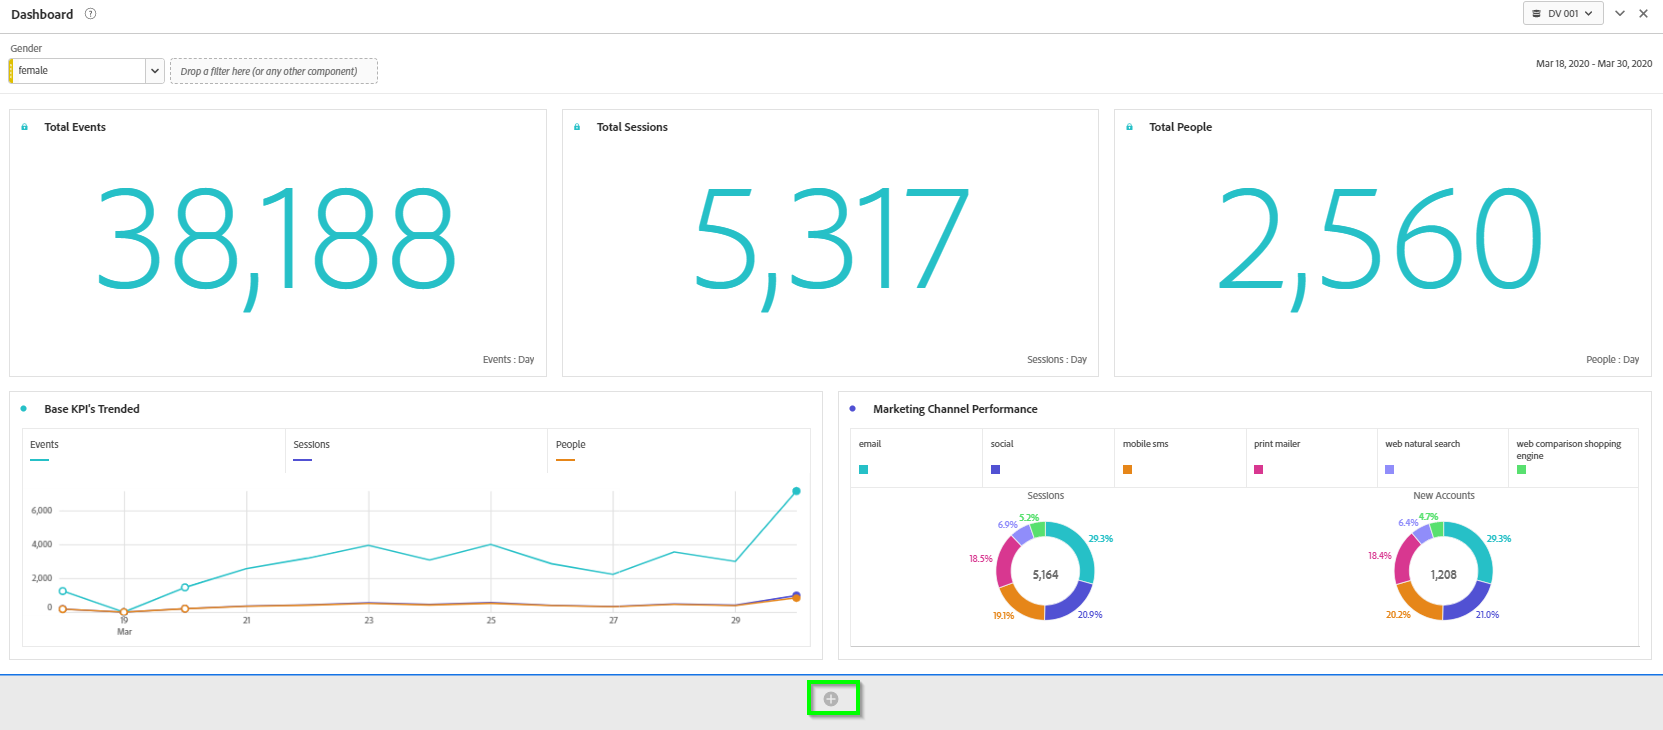 Dashboard ?
DV 001
Gender
female
Drop a filter here (or any other component)
Mar 18, 2020 - Mar 30, 2020
Total Events
38,188
Events : Day
Total Sessions
5,317
Sessions : Day
Total People
2,560
People : Day
Base KPI's Trended
Events
Sessions
People
6,000
4,000
2,000
0
19
Mar
21
23
25
27
29
Marketing Channel Performance
email
social
mobile sms
print mailer
web natural search
web comparison shopping
engine
Sessions
5.2%
6.9%
29.3%
18.5%
5,164
19.1%
20.9%
New Accounts
4.7%
6.4%
29.3%
18.4%
1,208
20.2%
21.0%